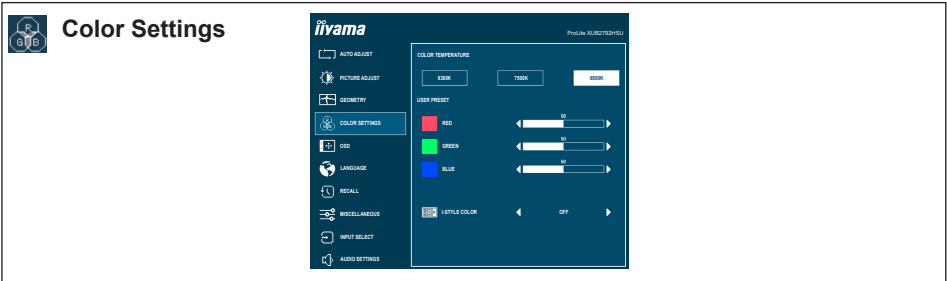 R
G B
Color Settings
iiyama
ProLite XUB2792HSU
AUTO ADJUST
PICTURE ADJUST
GEOMETRY
COLOR SETTINGS
OSD
LANGUAGE
RECALL
MISCELLANEOUS
INPUT SELECT
AUDIO SETTINGS
COLOR TEMPERATURE
9300K 7500K 6500K
USER PRESET
RED 50
GREEN 50
BLUE 50
I-STYLE COLOR OFF